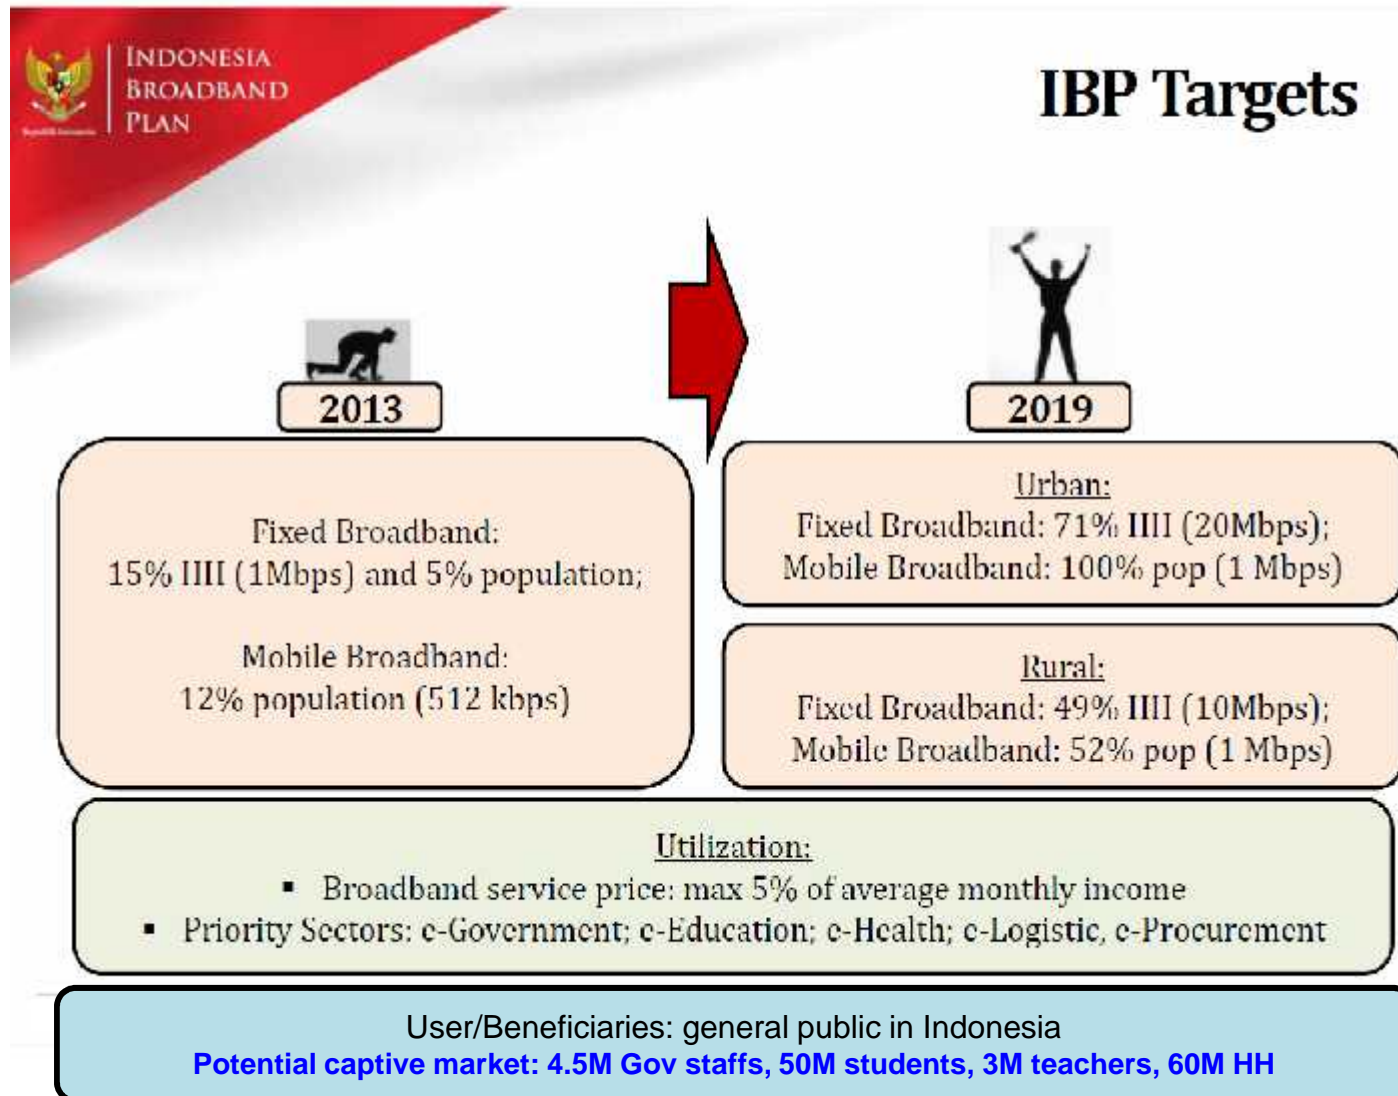 INDONESIA
BROADBAND
PLAN
IBP Targets
2013
2019
Fixed Broadband:
15% HH (1Mbps) and 5% population;
Mobile Broadband:
12% population (512 kbps)
Urban:
Fixed Broadband: 71% HH (20Mbps);
Mobile Broadband: 100% pop (1 Mbps)
Rural:
Fixed Broadband: 49% HH (10Mbps);
Mobile Broadband: 52% pop (1 Mbps)
Utilization:
▪ Broadband service price: max 5% of average monthly income
▪ Priority Sectors: e-Government; e-Education; e-Health; e-Logistic, e-Procurement
User/Beneficiaries: general public in Indonesia
Potential captive market: 4.5M Gov staffs, 50M students, 3M teachers, 60M HH